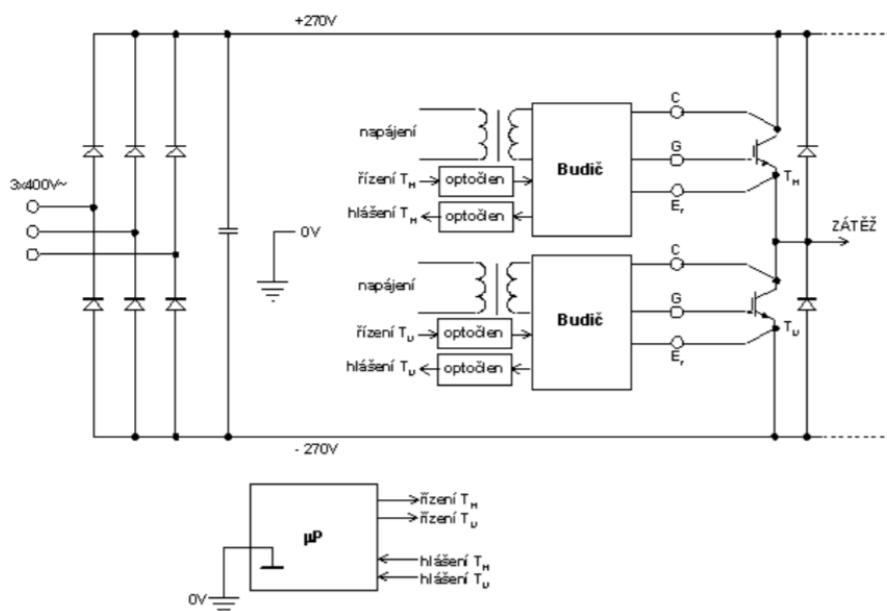 +270V
C
napájení
G
Budič
3x400V~
řízení T_H
optočlen
T_H
hlášení T_H
optočlen
E_r
0V
ZÁTĚŽ
C
napájení
G
Budič
řízení T_D
optočlen
T_D
hlášení T_D
optočlen
E_r
- 270V
řízení T_H
řízení T_D
µP
hlášení T_H
hlášení T_D
0V